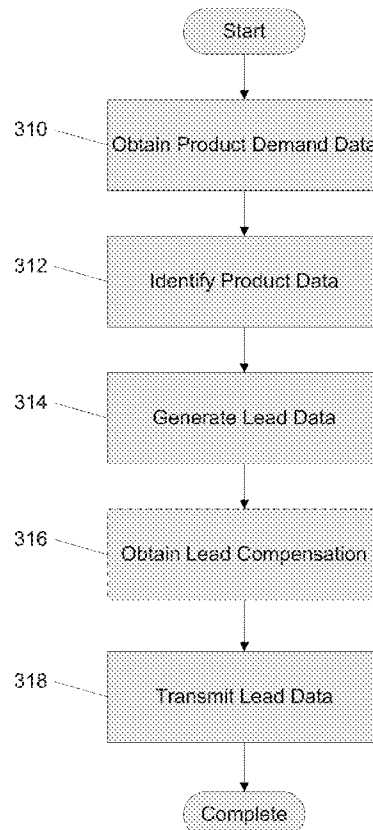 Start
310
Obtain Product Demand Data
312
Identify Product Data
314
Generate Lead Data
316
Obtain Lead Compensation
318
Transmit Lead Data
Complete